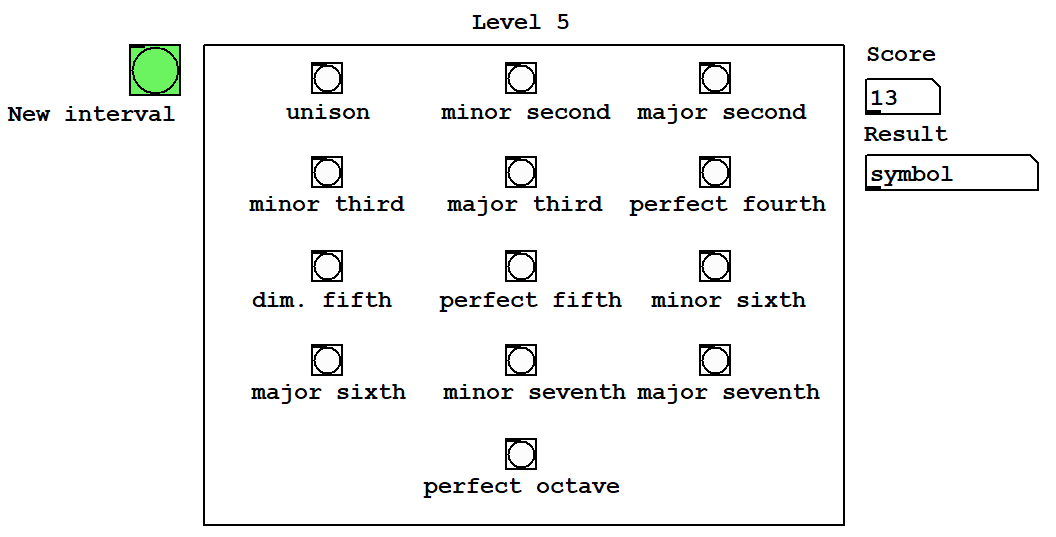 Level 5
New interval
unison
minor second
major second
minor third
major third
perfect fourth
dim. fifth
perfect fifth
minor sixth
major sixth
minor seventh
major seventh
perfect octave
Score
13
Result
symbol